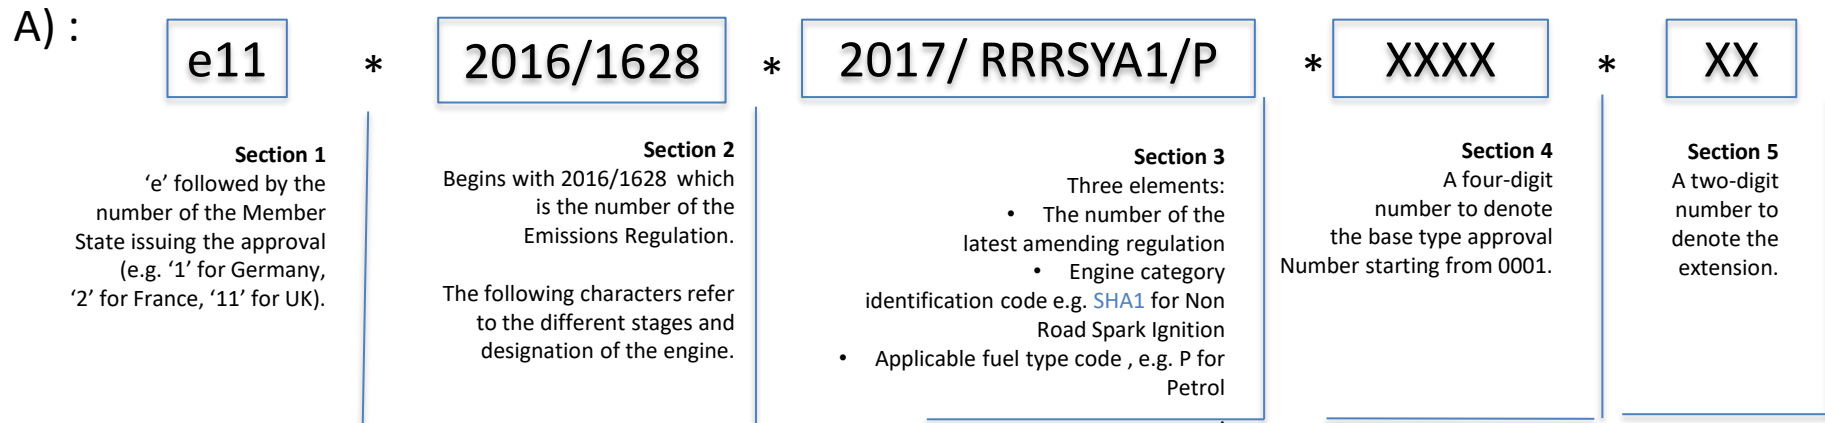 A) :
e11 * 2016/1628 * 2017/ RRRSYA1/P * XXXX * XX
Section 1
‘e’ followed by the
number of the Member
State issuing the approval
(e.g. ‘1’ for Germany,
‘2’ for France, ‘11’ for UK).
Section 2
Begins with 2016/1628 which
is the number of the
Emissions Regulation.
The following characters refer
to the different stages and
designation of the engine.
Section 3
Three elements:
• The number of the
latest amending regulation
• Engine category
identification code e.g. SHA1 for Non
Road Spark Ignition
• Applicable fuel type code , e.g. P for
Petrol
Section 4
A four-digit
number to denote
the base type approval
Number starting from 0001.
Section 5
A two-digit
number to
denote the
extension.